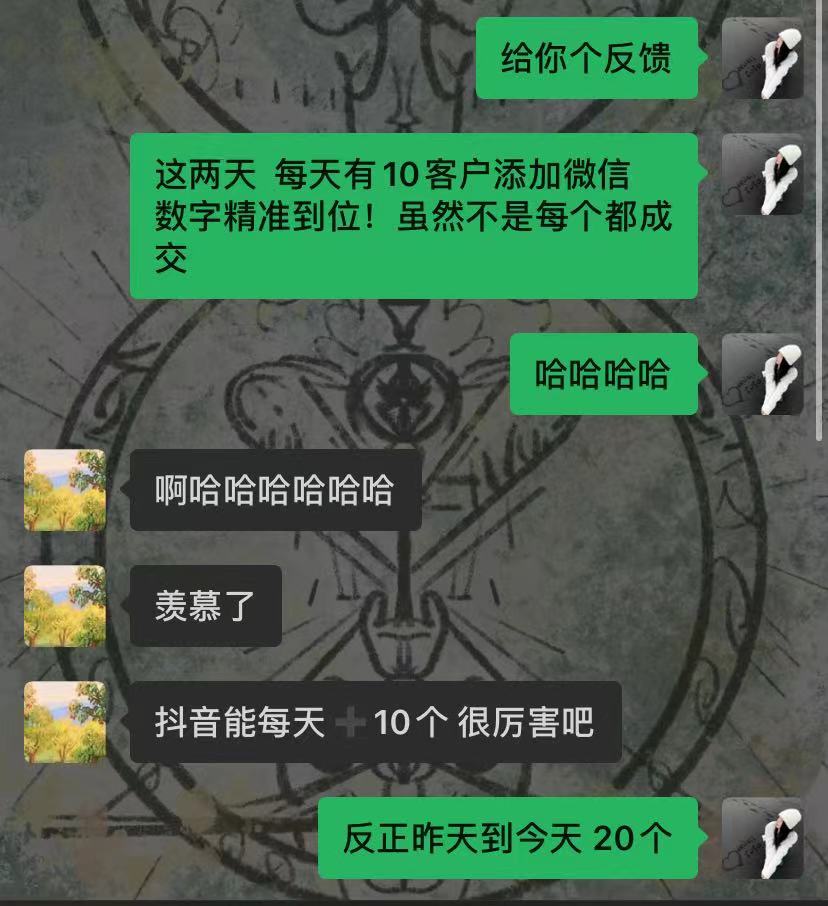 给你个反馈
这两天 每天有10客户添加微信
数字精准到位！虽然不是每个都成
交
哈哈哈哈
啊哈哈哈哈哈哈
羡慕了
抖音能每天➕10个 很厉害吧
反正昨天到今天 20个